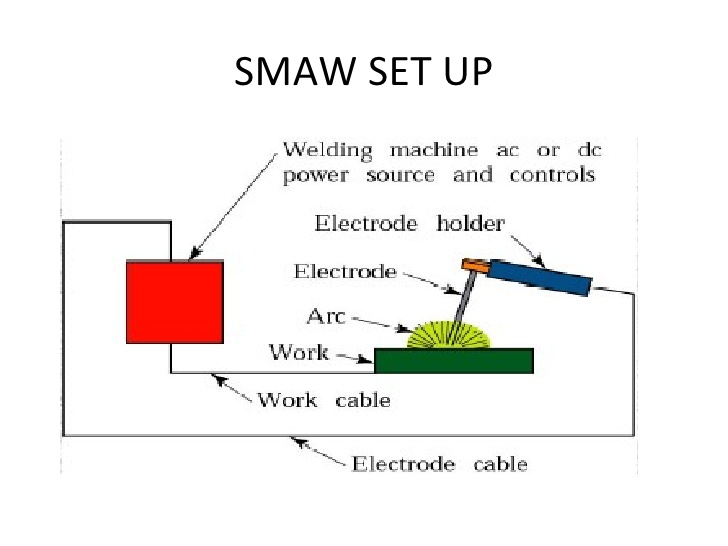 SMAW SET UP
Welding machine ac or dc
power source and controls
Electrode holder
Electrode
Arc
Work
Work cable
Electrode cable